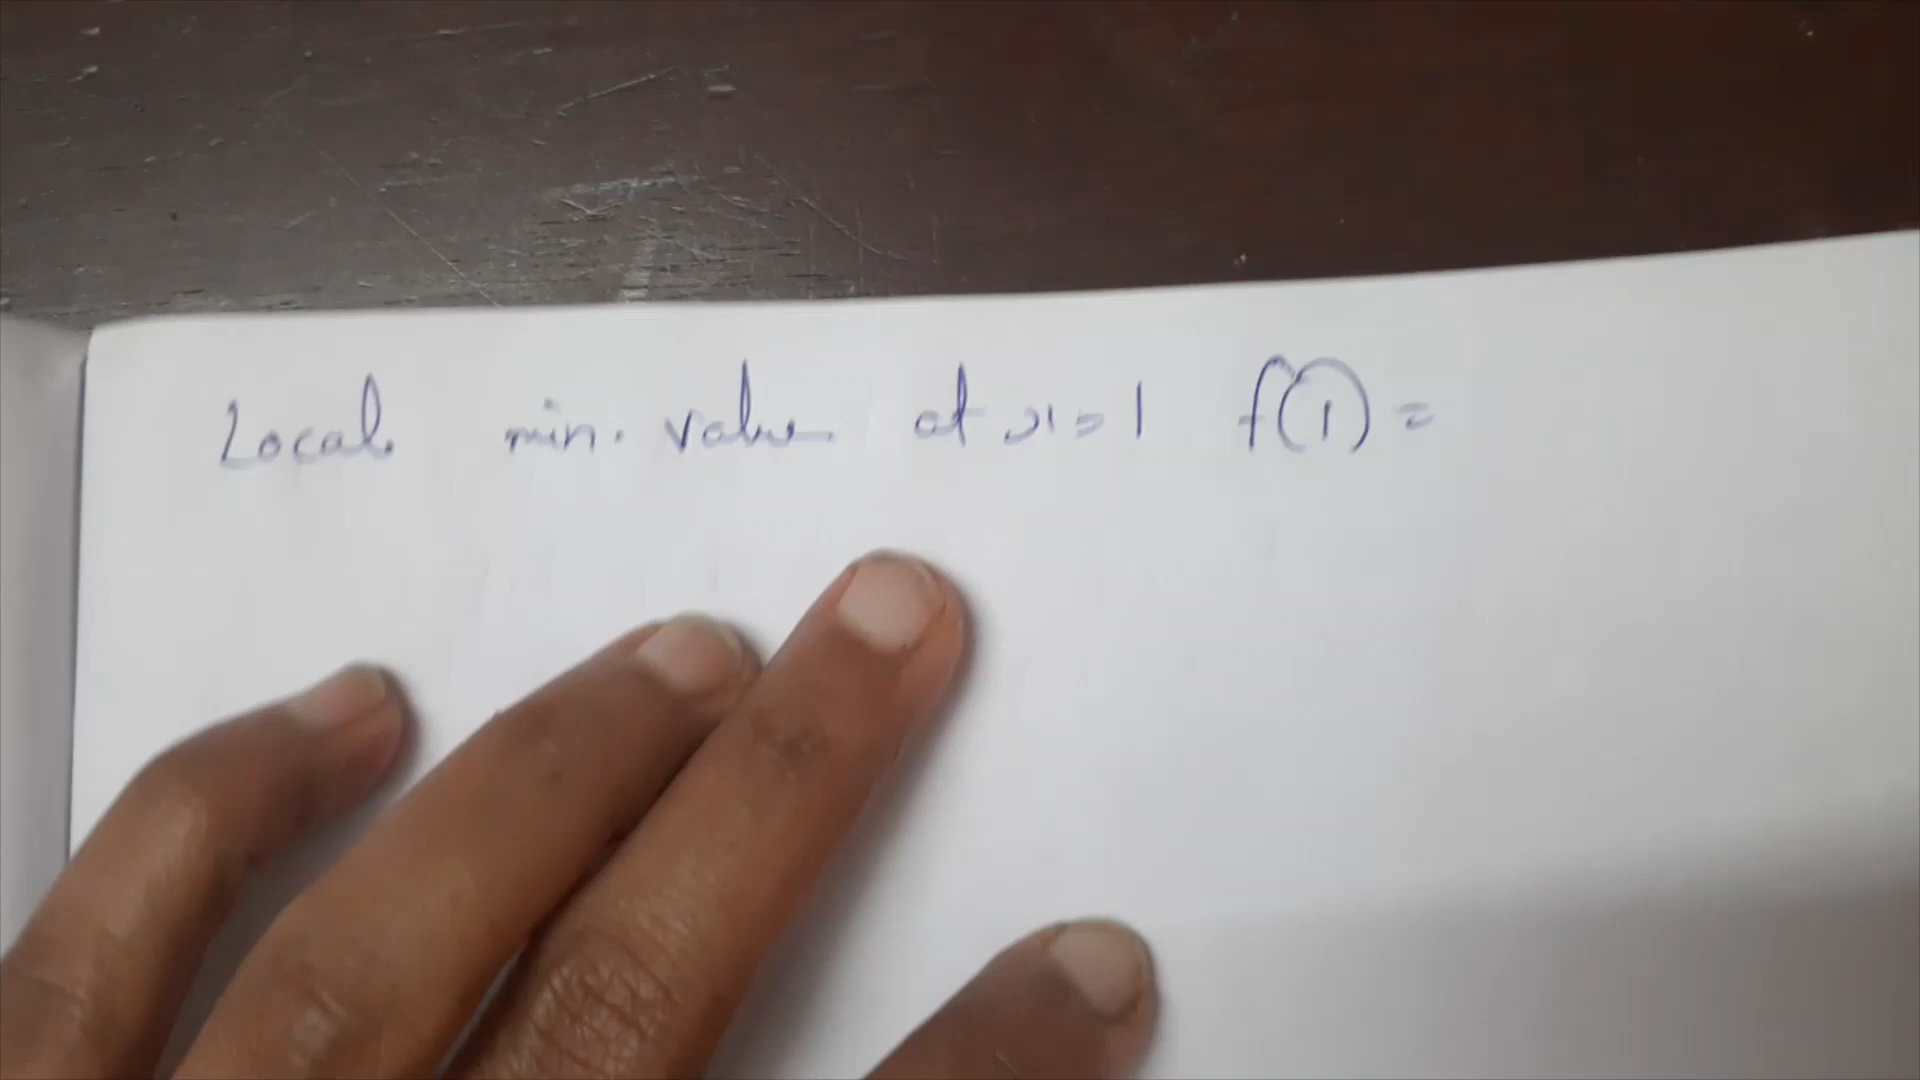 Local min. value at x=1 f(1) =